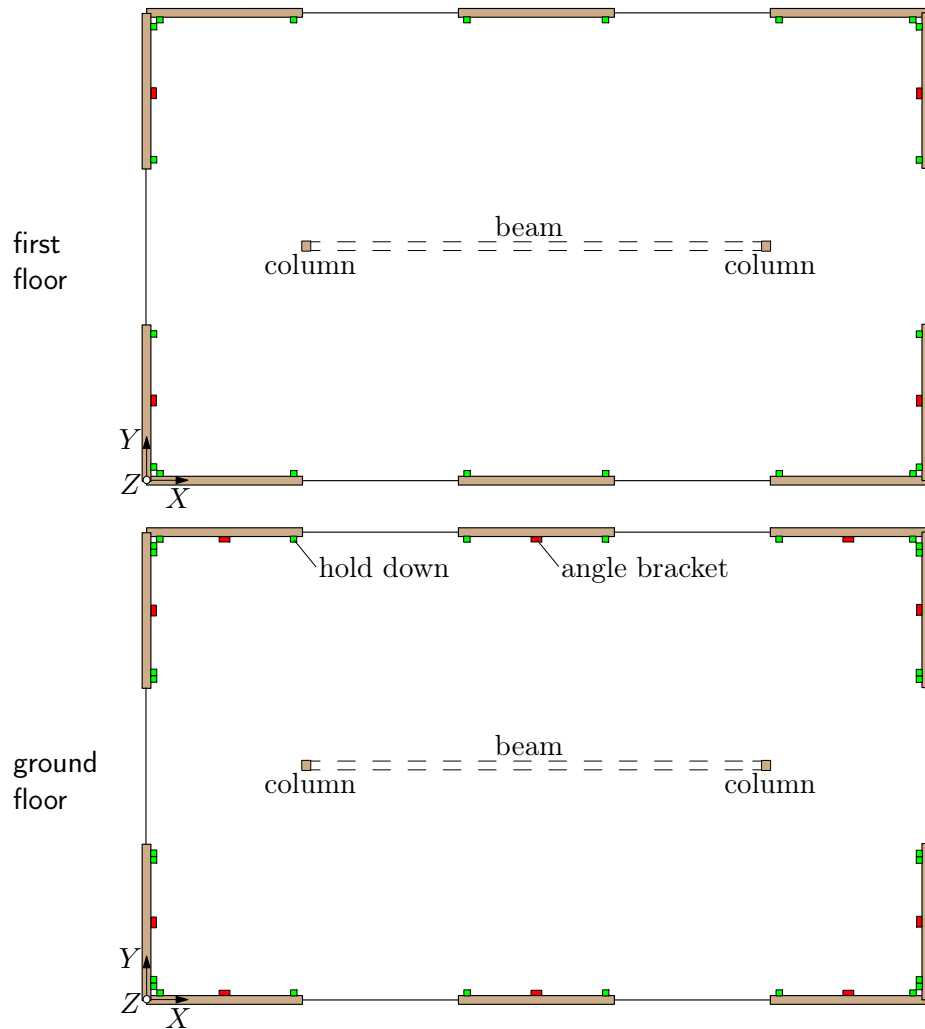 beam
first
floor
column
column
Y
Z
X
hold down
angle bracket
beam
ground
floor
column
column
Y
Z
X